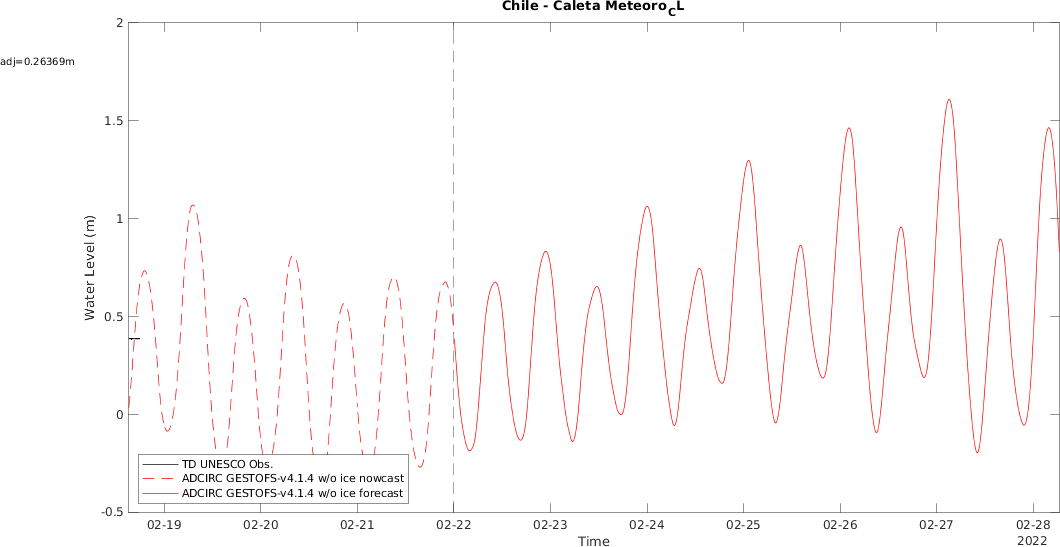 Chile - Caleta Meteoro_CL
adj=0.26369m
2
1.5
1
0.5
0
-0.5
Water Level (m)
TD UNESCO Obs.
ADCIRC GESTOFS-v4.1.4 w/o ice nowcast
ADCIRC GESTOFS-v4.1.4 w/o ice forecast
02-19 02-20 02-21 02-22 02-23 02-24 02-25 02-26 02-27 02-28
Time
2022